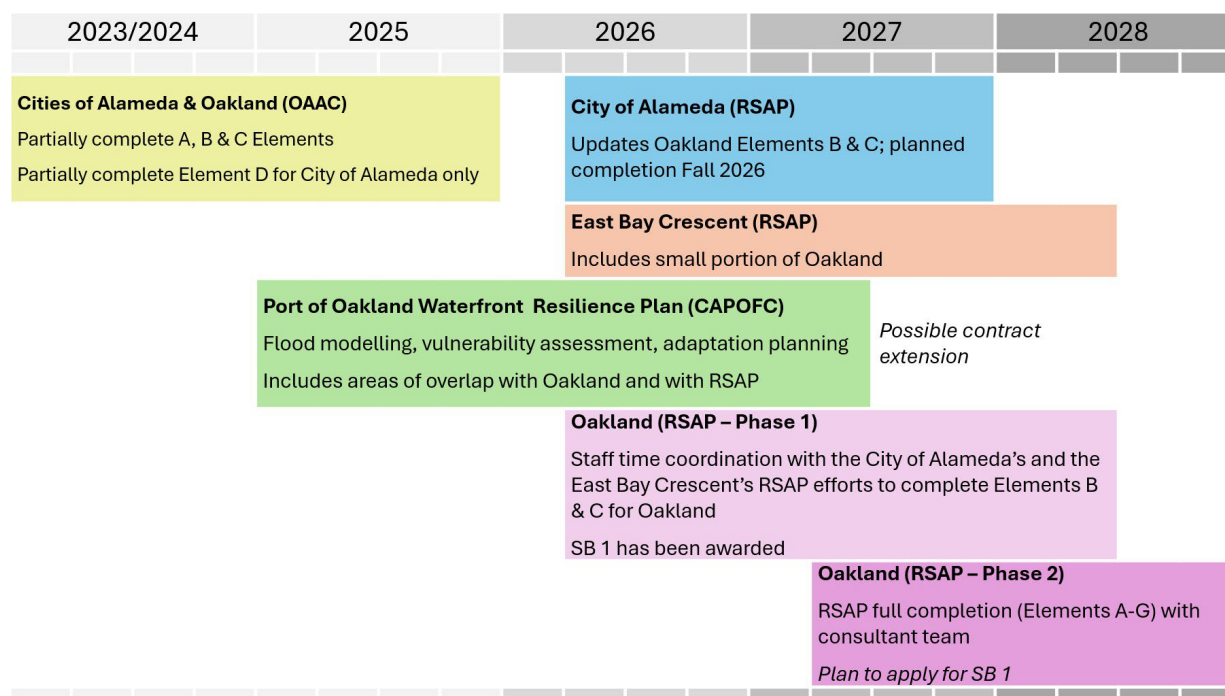 2023/2024 2025 2026 2027 2028
Cities of Alameda & Oakland (OAAC)
Partially complete A, B & C Elements
Partially complete Element D for City of Alameda only
City of Alameda (RSAP)
Updates Oakland Elements B & C; planned
completion Fall 2026
East Bay Crescent (RSAP)
Includes small portion of Oakland
Port of Oakland Waterfront  Resilience Plan (CAPOFC)
Flood modelling, vulnerability assessment, adaptation planning
Includes areas of overlap with Oakland and with RSAP
Possible contract
extension
Oakland (RSAP – Phase 1)
Staff time coordination with the City of Alameda’s and the
East Bay Crescent’s RSAP efforts to complete Elements B
& C for Oakland
SB 1 has been awarded
Oakland (RSAP – Phase 2)
RSAP full completion (Elements A-G) with
consultant team
Plan to apply for SB 1